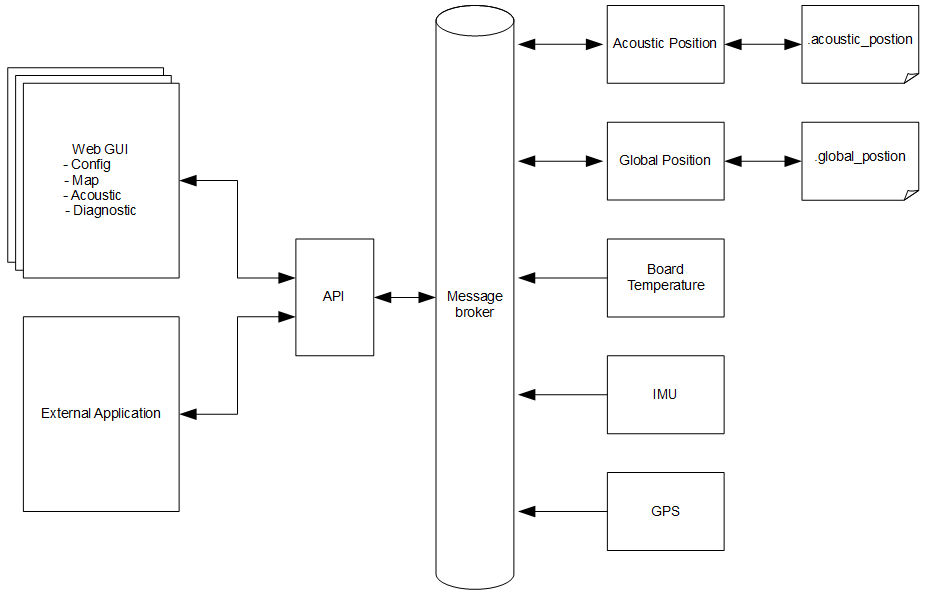 Web GUI
- Config
- Map
- Acoustic
- Diagnostic
External Application
API
Message
broker
Acoustic Position
.acoustic_postion
Global Position
.global_postion
Board
Temperature
IMU
GPS